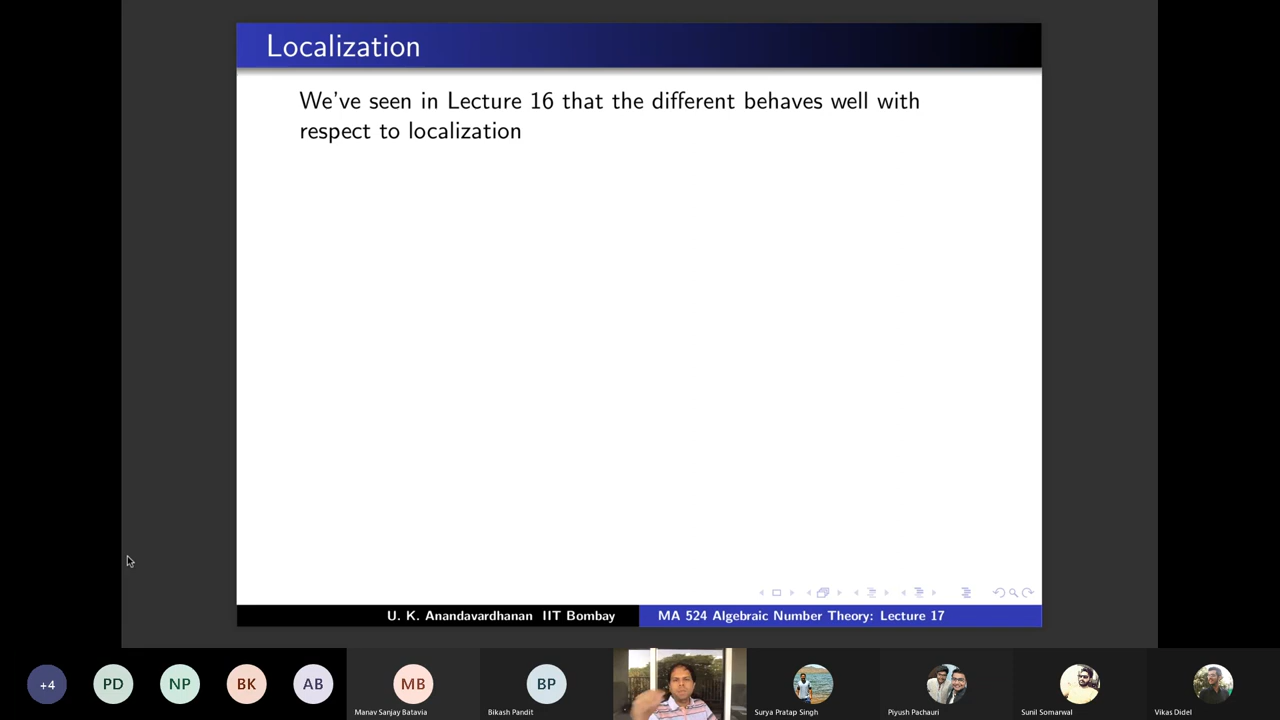 Localization
We've seen in Lecture 16 that the different behaves well with
respect to localization
U. K. Anandavardhanan IIT Bombay
MA 524 Algebraic Number Theory: Lecture 17
+4
PD
NP
BK
AB
MB
BP
Manav Sanjay Batavia
Bikash Pandit
Surya Pratap Singh
Piyush Pachauri
Sunil Somarwal
Vikas Didel